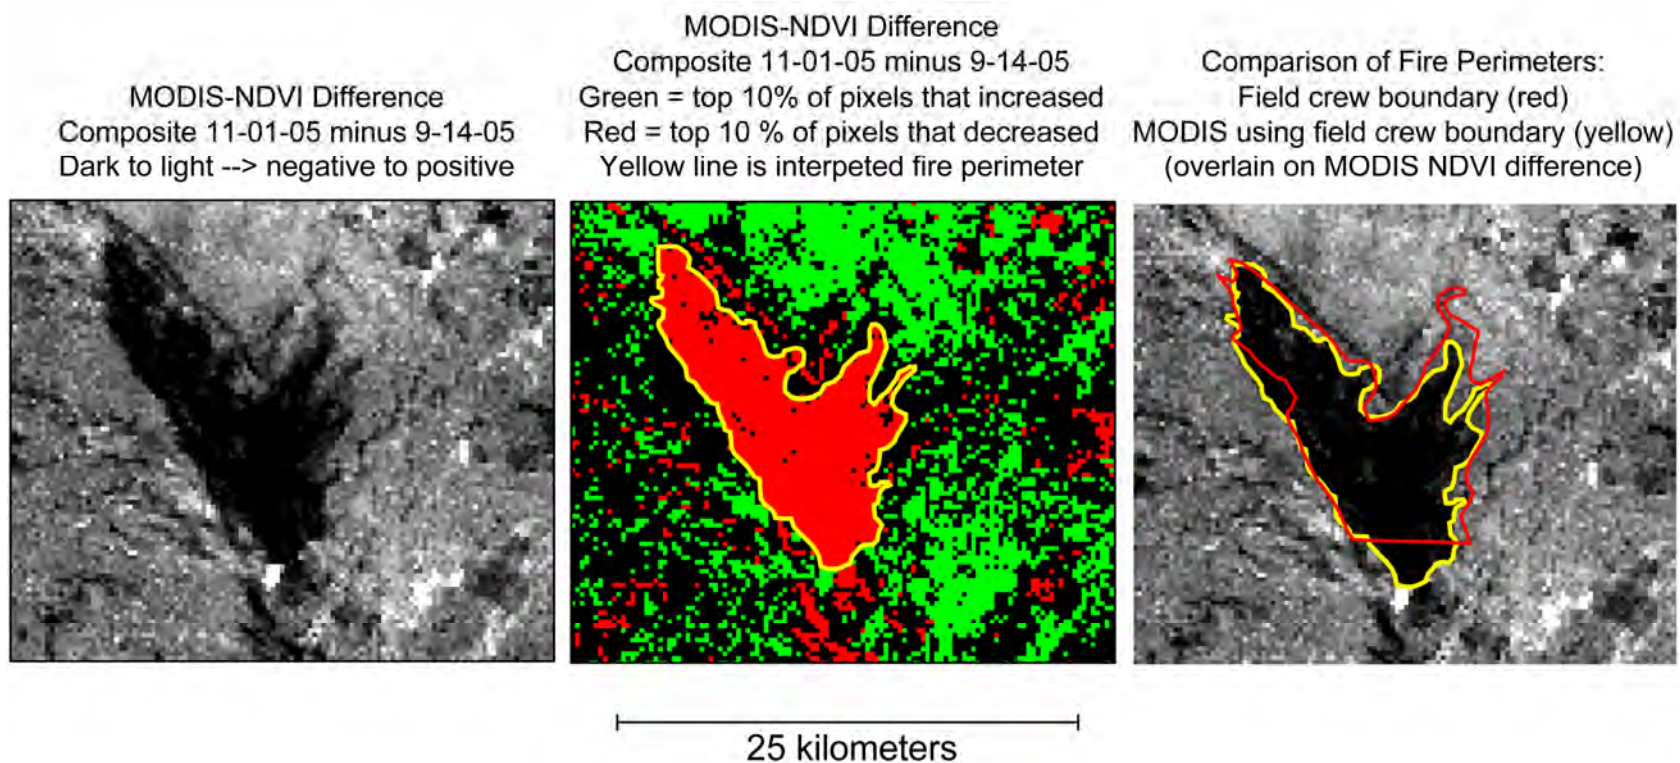 MODIS-NDVI Difference
Composite 11-01-05 minus 9-14-05
Dark to light --> negative to positive
MODIS-NDVI Difference
Composite 11-01-05 minus 9-14-05
Green = top 10% of pixels that increased
Red = top 10 % of pixels that decreased
Yellow line is interpeted fire perimeter
Comparison of Fire Perimeters:
Field crew boundary (red)
MODIS using field crew boundary (yellow)
(overlain on MODIS NDVI difference)
25 kilometers